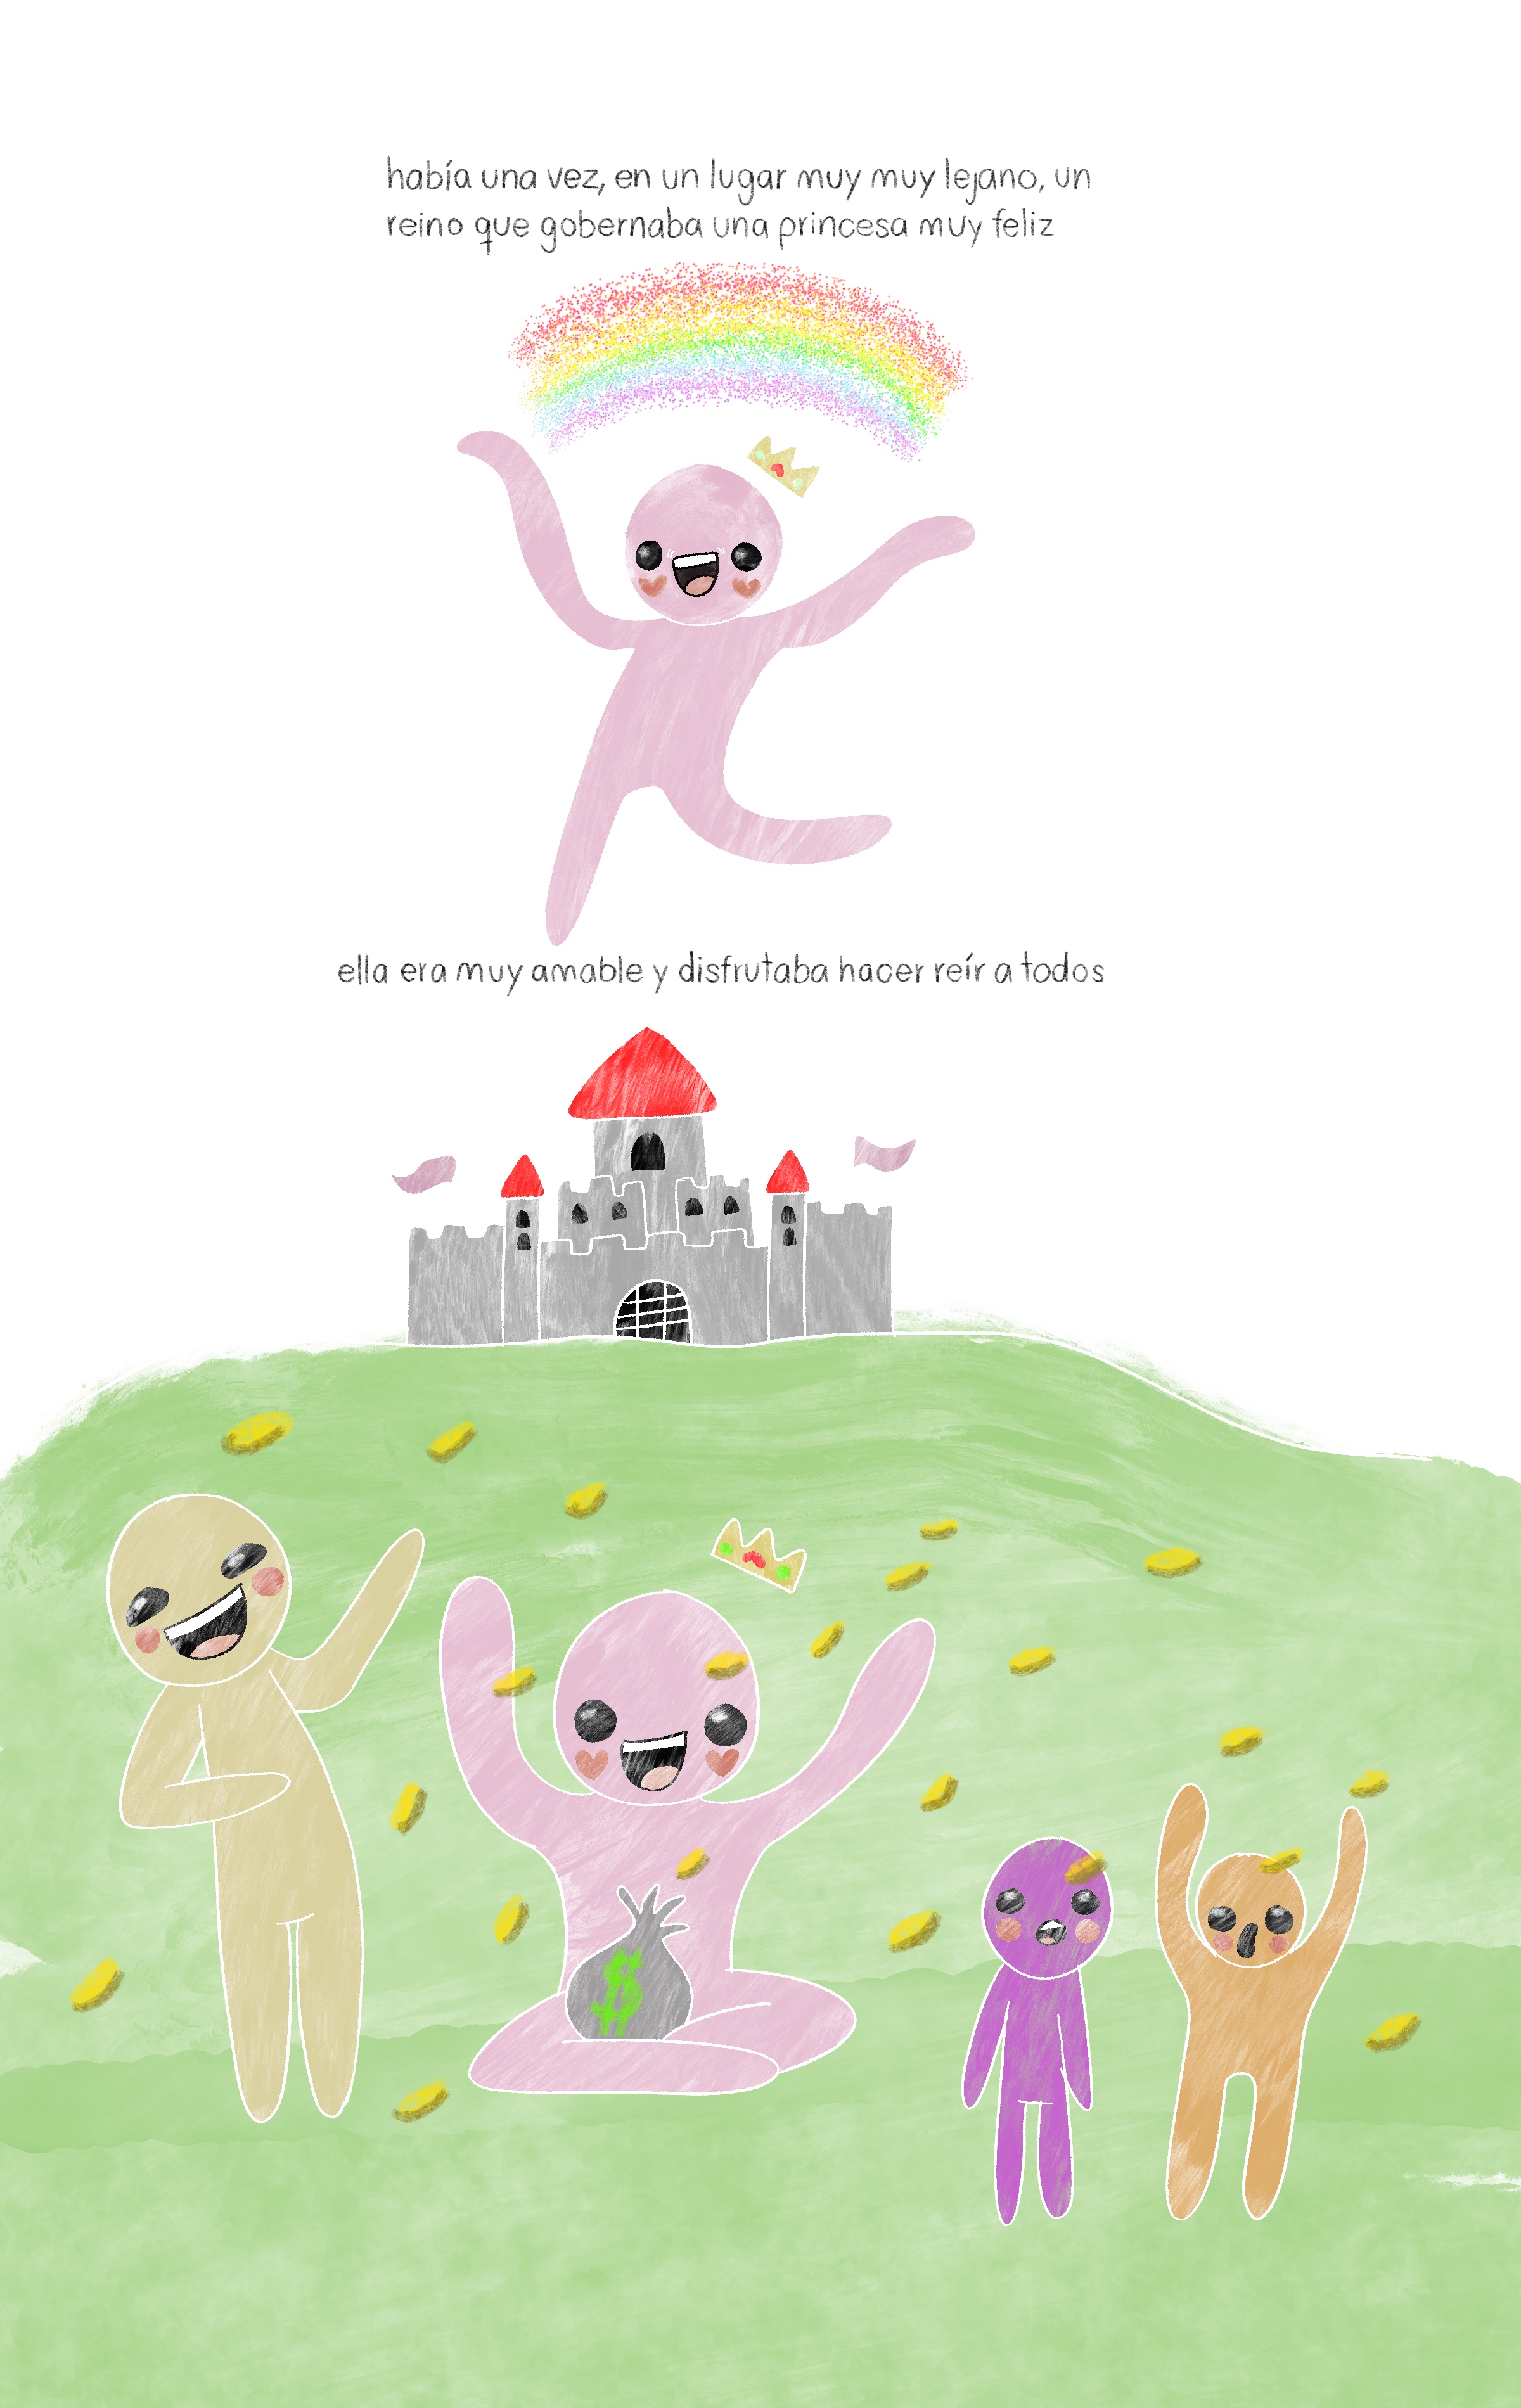 había una vez, en un lugar muy muy lejano, un
reino que gobernaba una princesa muy feliz
ella era muy amable y disfrutaba hacer reír a todos
$